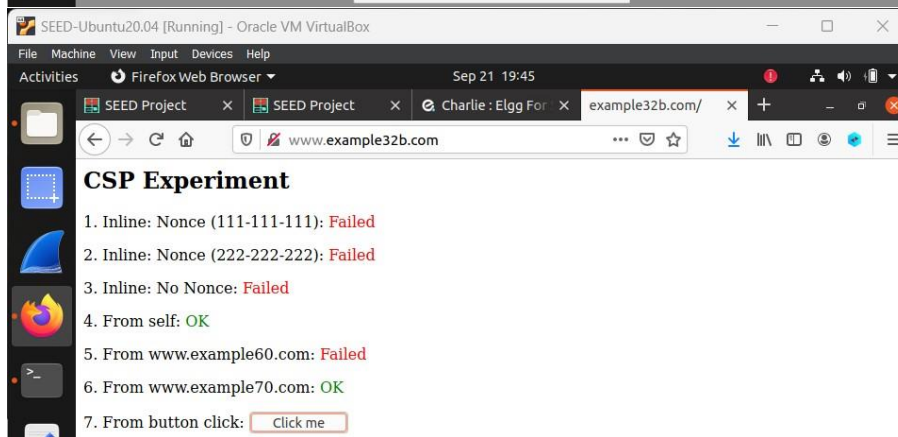 SEED-Ubuntu20.04 [Running] - Oracle VM VirtualBox
File Machine View Input Devices Help
Activities Firefox Web Browser Sep 21 19:45
SEED Project SEED Project Charlie : Elgg For example32b.com/
www.example32b.com
CSP Experiment
1. Inline: Nonce (111-111-111): Failed
2. Inline: Nonce (222-222-222): Failed
3. Inline: No Nonce: Failed
4. From self: OK
5. From www.example60.com: Failed
6. From www.example70.com: OK
7. From button click: Click me